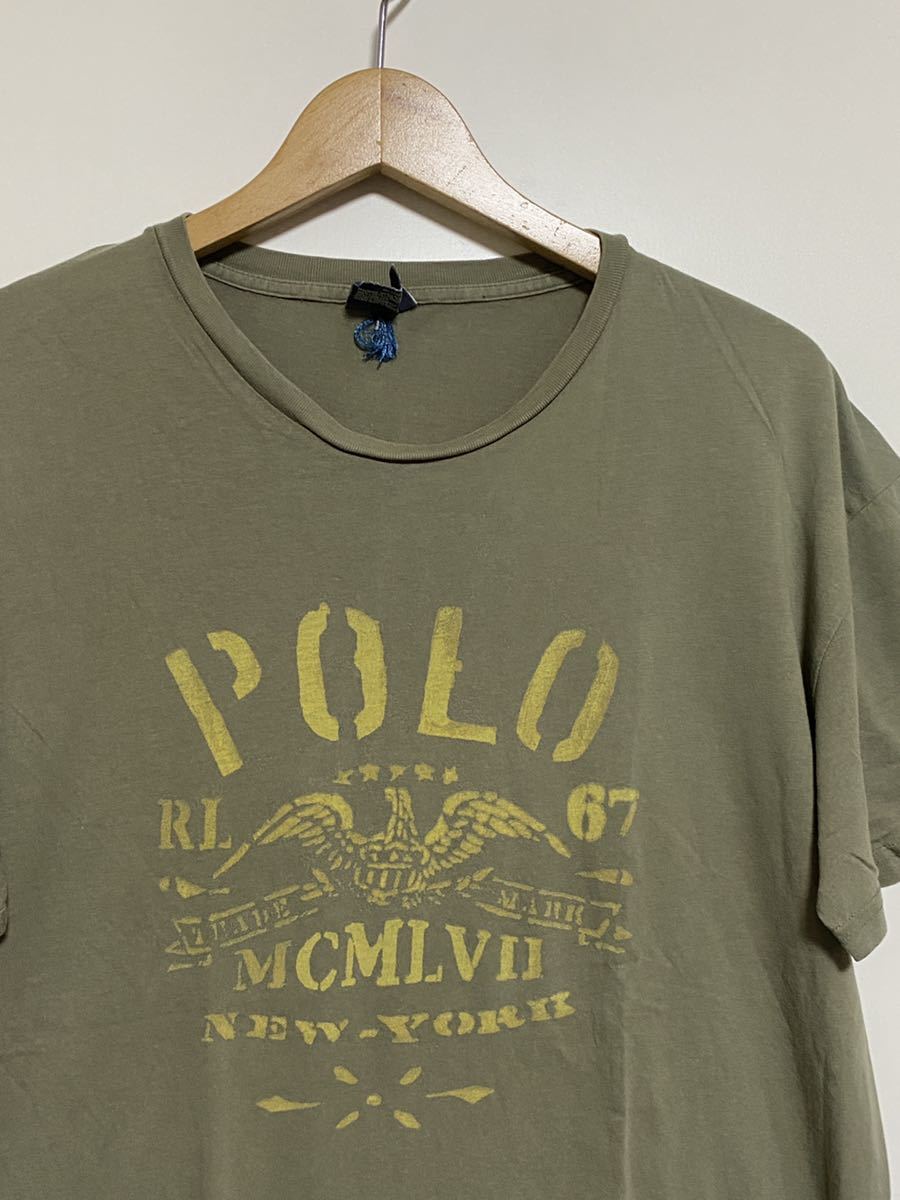 POLO
RL 67
TRADE MARK
MCMLVII
NEW-YORK